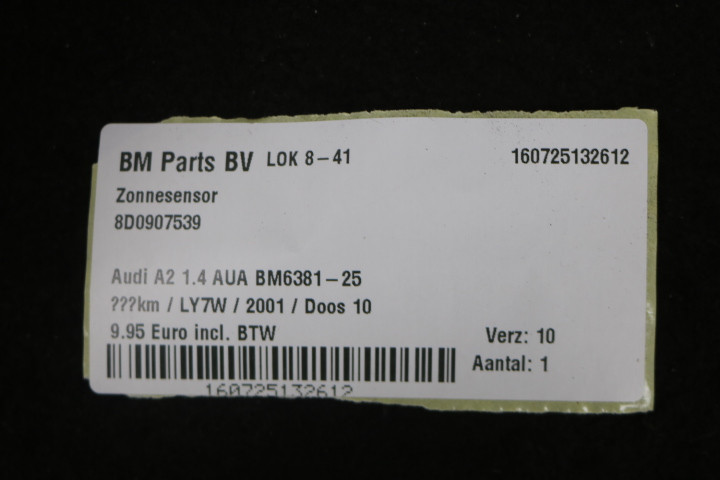 BM Parts BV LOK 8-41 160725132612
Zonnesensor
8D0907539
Audi A2 1.4 AUA BM6381-25
???km / LY7W / 2001 / Doos 10
9.95 Euro incl. BTW Verz: 10
Aantal: 1
160725132612